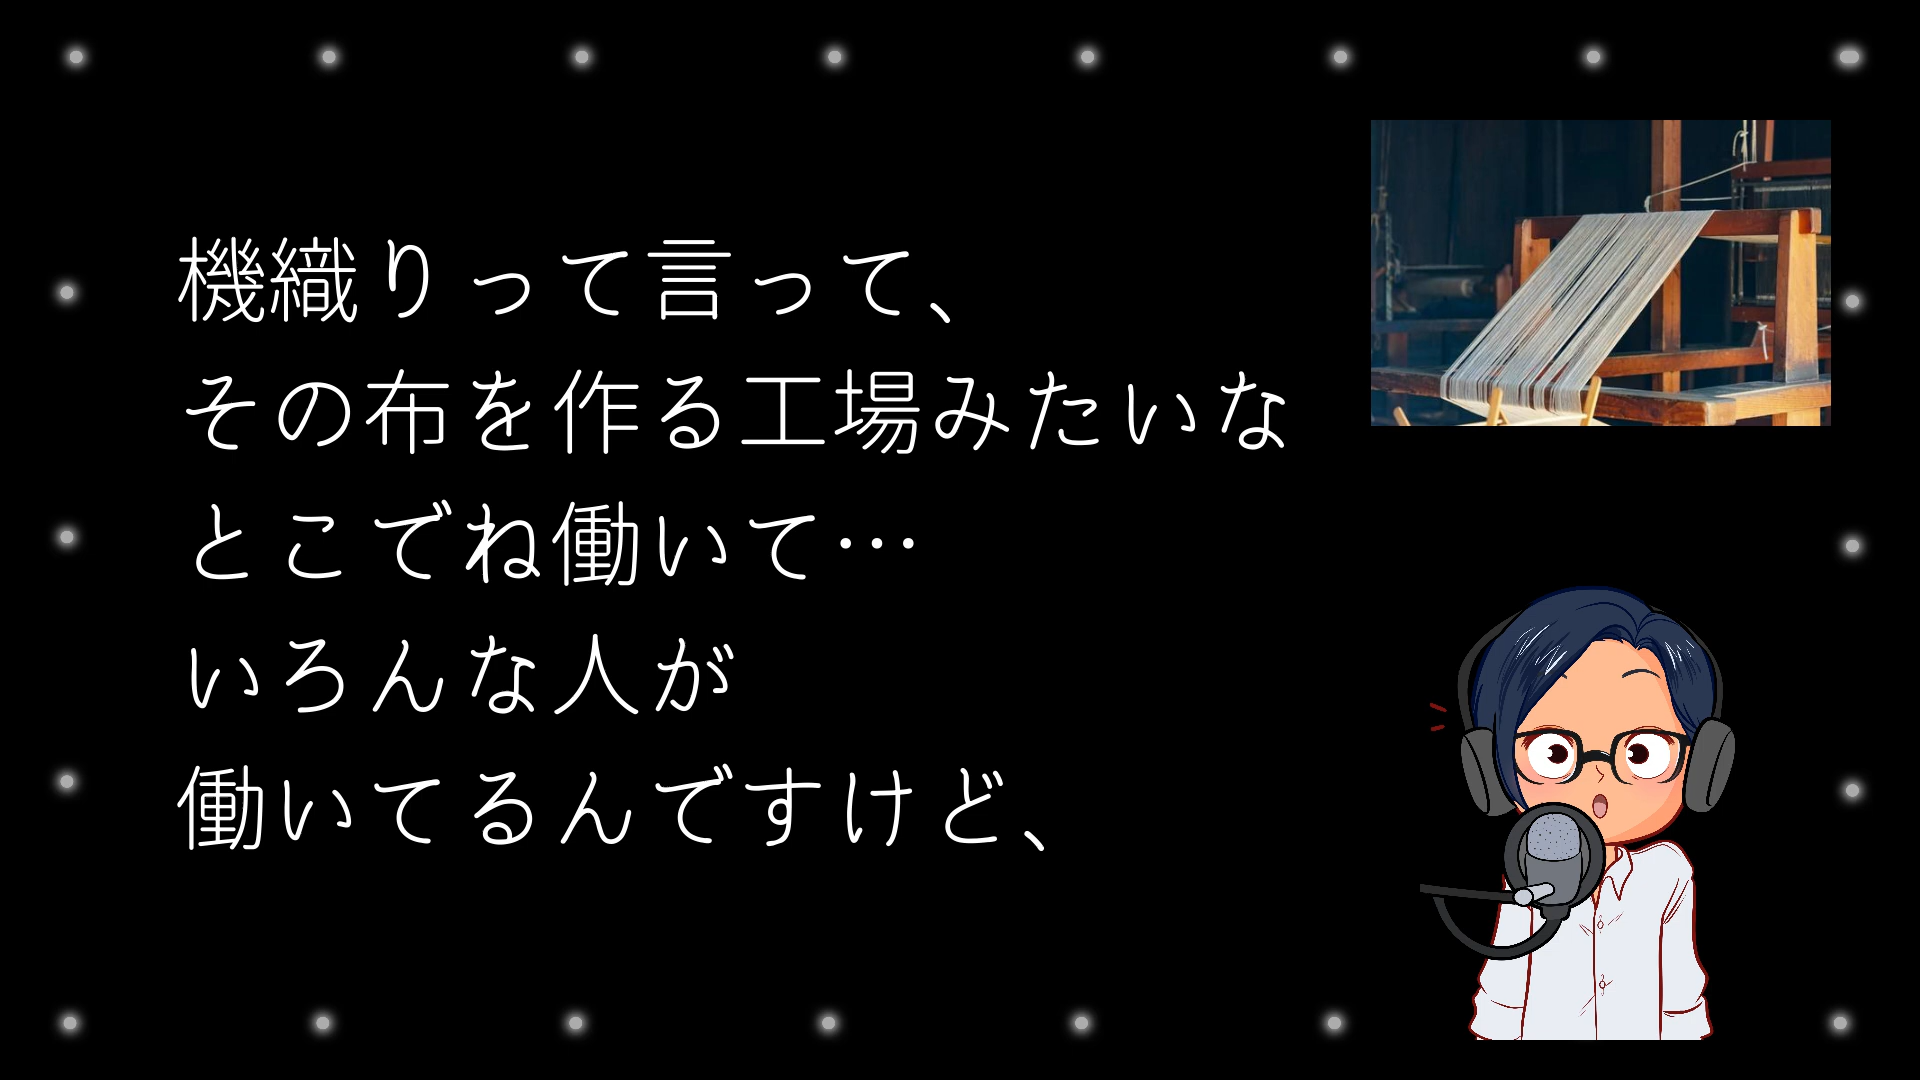 機織りって言って、
その布を作る工場みたいな
とこでね働いて…
いろんな人が
働いてるんですけど、